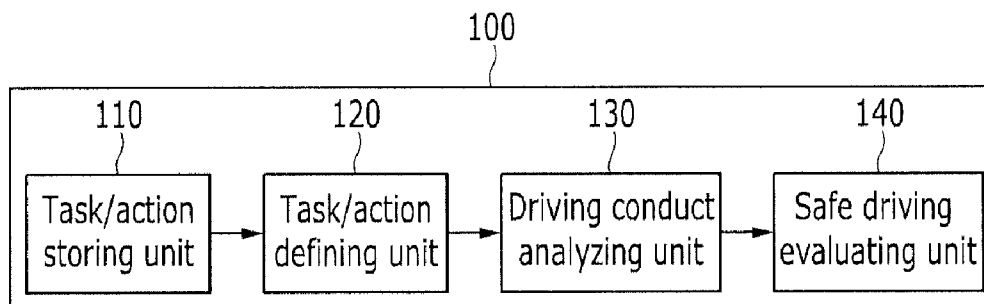 100
110
120
130
140
Task/action
storing unit
Task/action
defining unit
Driving conduct
analyzing unit
Safe driving
evaluating unit